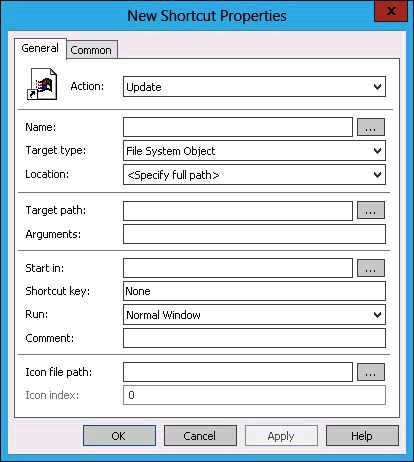 New Shortcut Properties
X
General Common
Action: Update
Name: ...
Target type: File System Object
Location: <Specify full path>
Target path: ...
Arguments:
Start in: ...
Shortcut key: None
Run: Normal Window
Comment:
Icon file path: ...
Icon index: 0
OK Cancel Apply Help